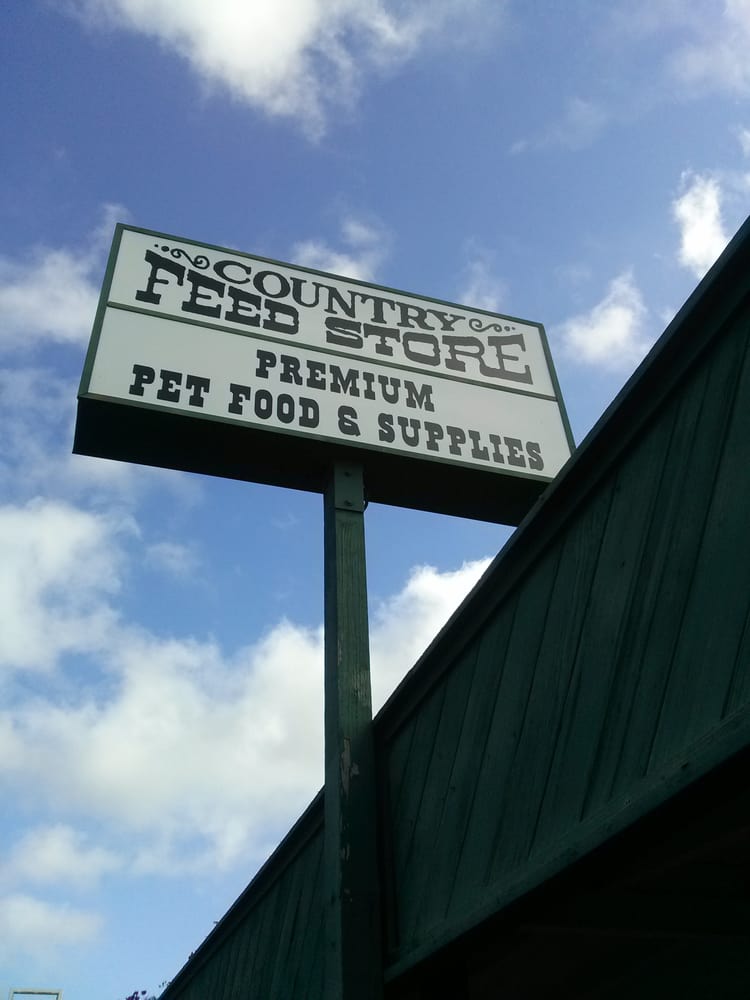 COUNTRY
FEED STORE
PREMIUM
PET FOOD & SUPPLIES